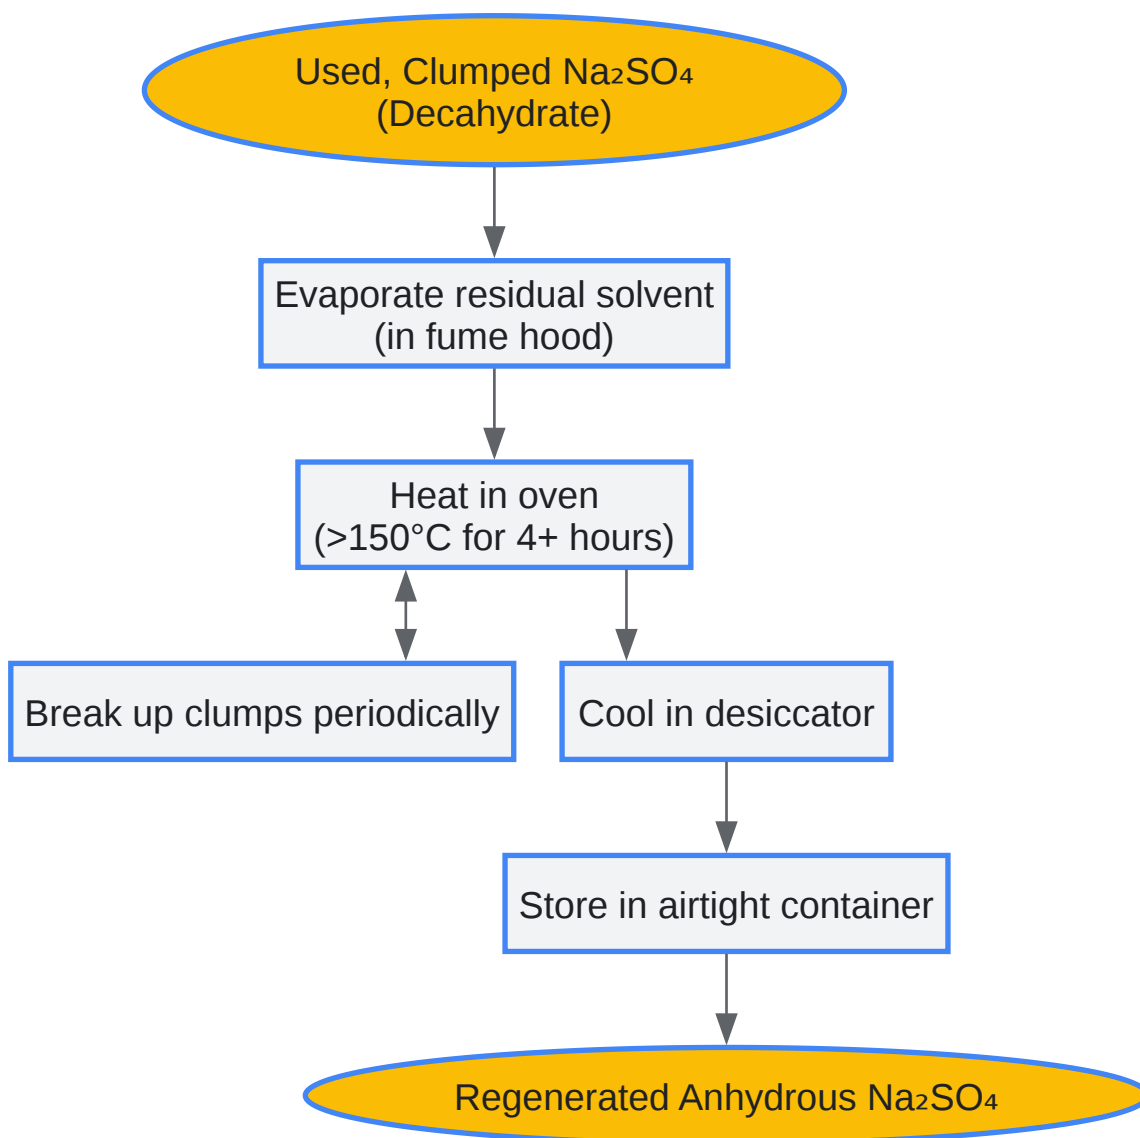 Used, Clumped Na₂SO₄
(Decahydrate)
Evaporate residual solvent
(in fume hood)
Heat in oven
(>150°C for 4+ hours)
Break up clumps periodically
Cool in desiccator
Store in airtight container
Regenerated Anhydrous Na₂SO₄